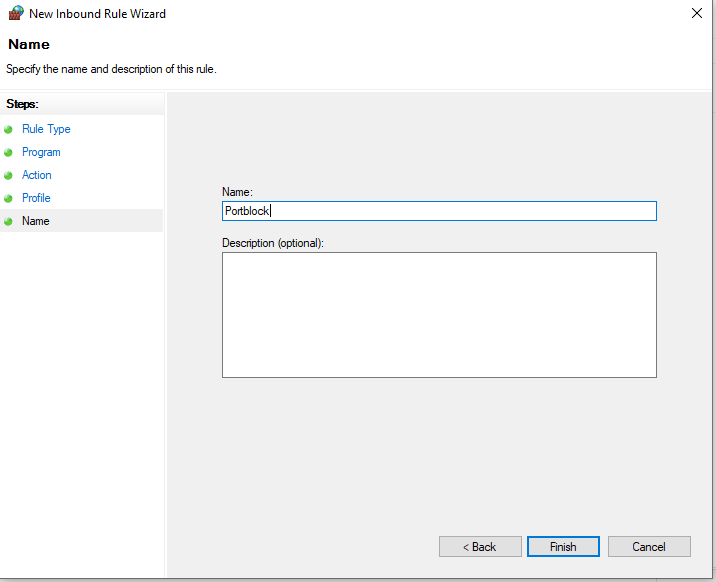 New Inbound Rule Wizard
Name
Specify the name and description of this rule.
Steps:
Rule Type
Program
Action
Profile
Name
Name:
Portblock
Description (optional):
< Back
Finish
Cancel